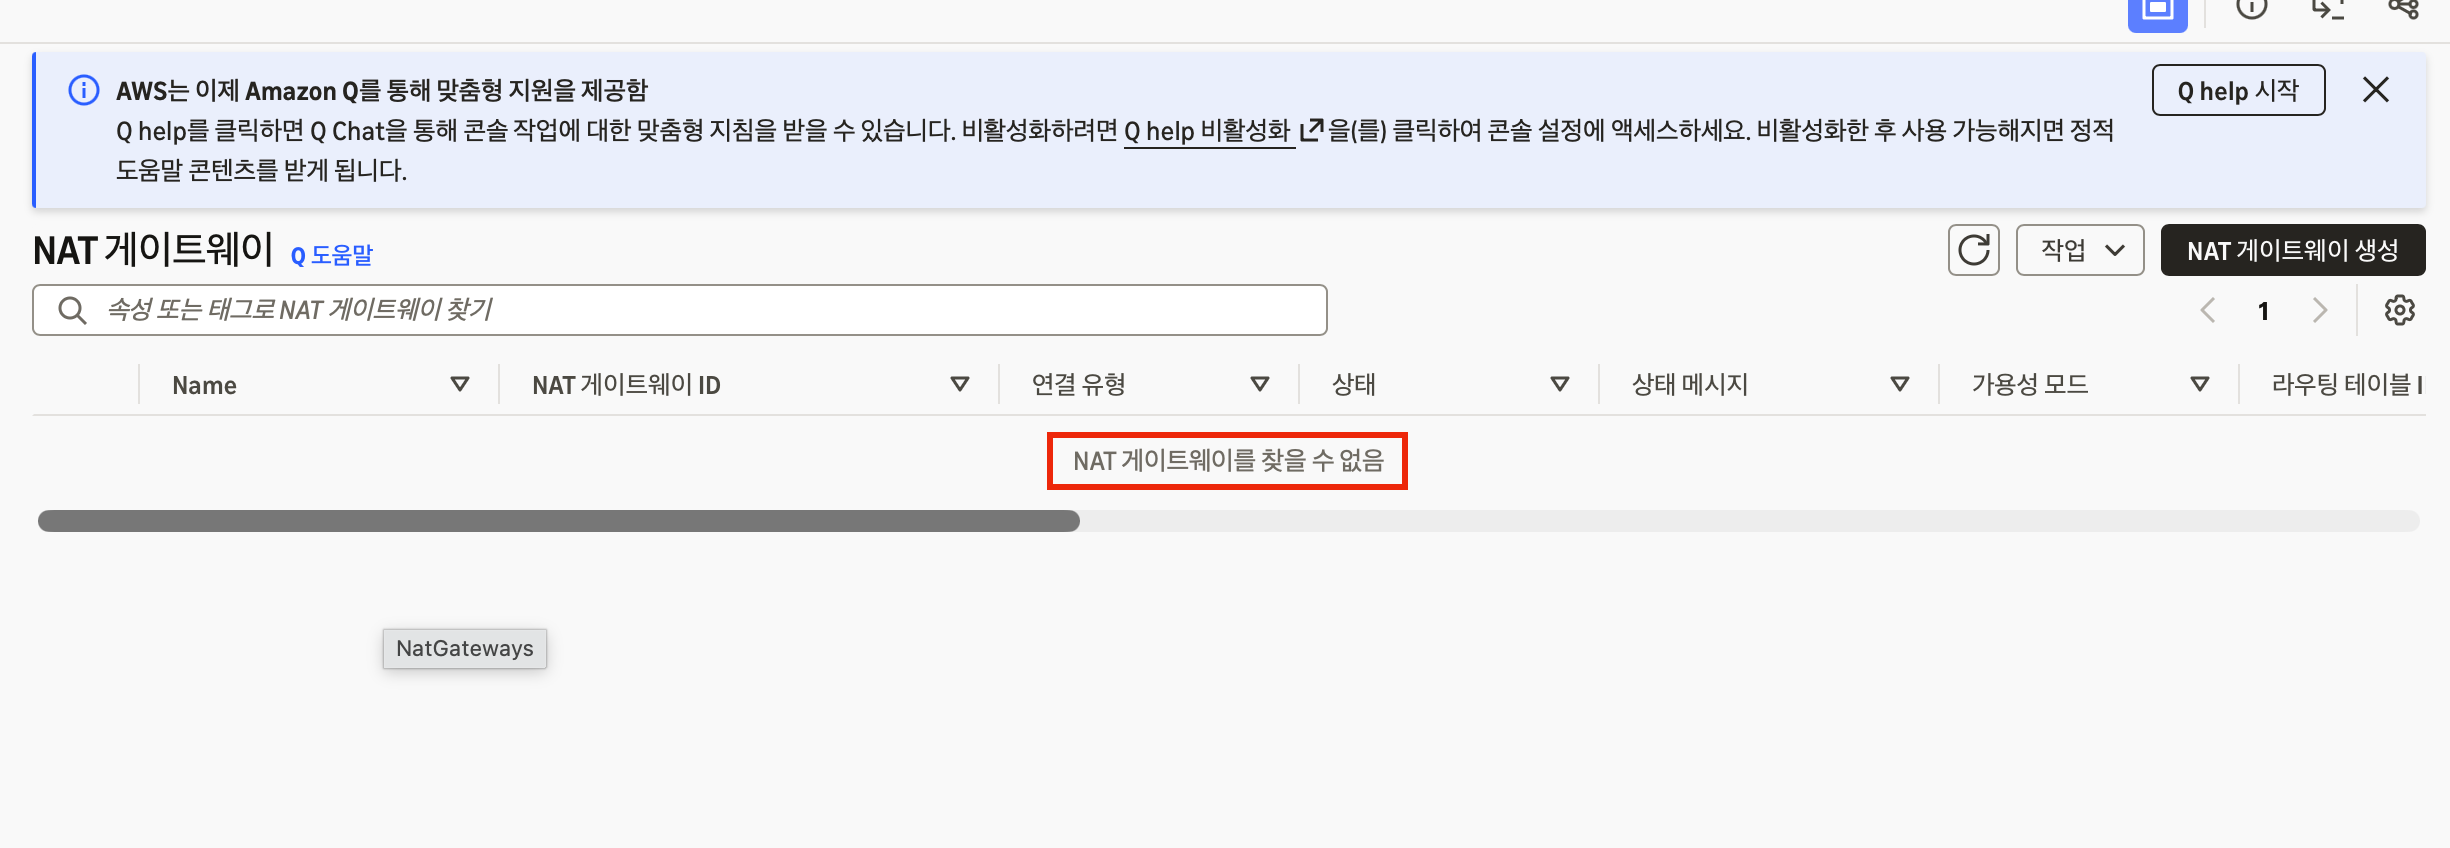 AWS는 이제 Amazon Q를 통해 맞춤형 지원을 제공함
Q help를 클릭하면 Q Chat을 통해 콘솔 작업에 대한 맞춤형 지침을 받을 수 있습니다. 비활성화하려면 Q help 비활성화 을(를) 클릭하여 콘솔 설정에 액세스하세요. 비활성화한 후 사용 가능해지면 정적
도움말 콘텐츠를 받게 됩니다.
Q help 시작
NAT 게이트웨이 Q 도움말
작업
NAT 게이트웨이 생성
속성 또는 태그로 NAT 게이트웨이 찾기
1
Name NAT 게이트웨이 ID 연결 유형 상태 상태 메시지 가용성 모드 라우팅 테이블
NAT 게이트웨이를 찾을 수 없음
NatGateways